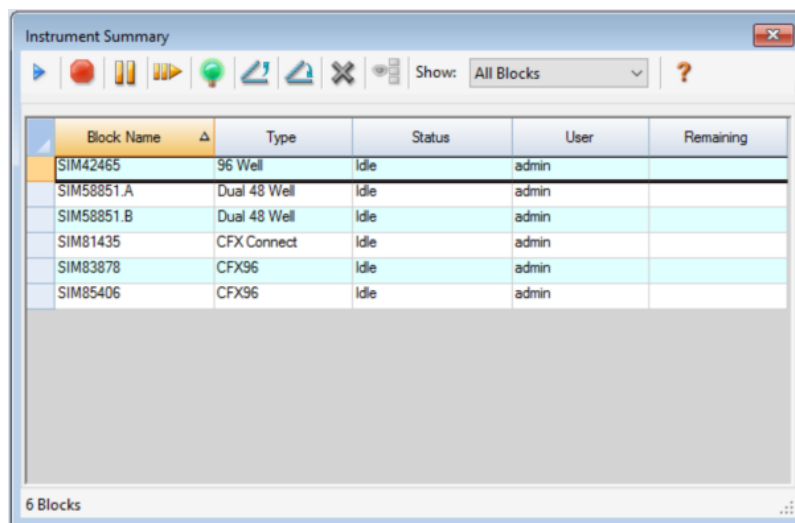 Instrument Summary
Show: All Blocks ?
Block Name Type Status User Remaining
SIM42465 96 Well Idle admin
SIM58851.A Dual 48 Well Idle admin
SIM58851.B Dual 48 Well Idle admin
SIM81435 CFX Connect Idle admin
SIM83878 CFX96 Idle admin
SIM85406 CFX96 Idle admin
6 Blocks